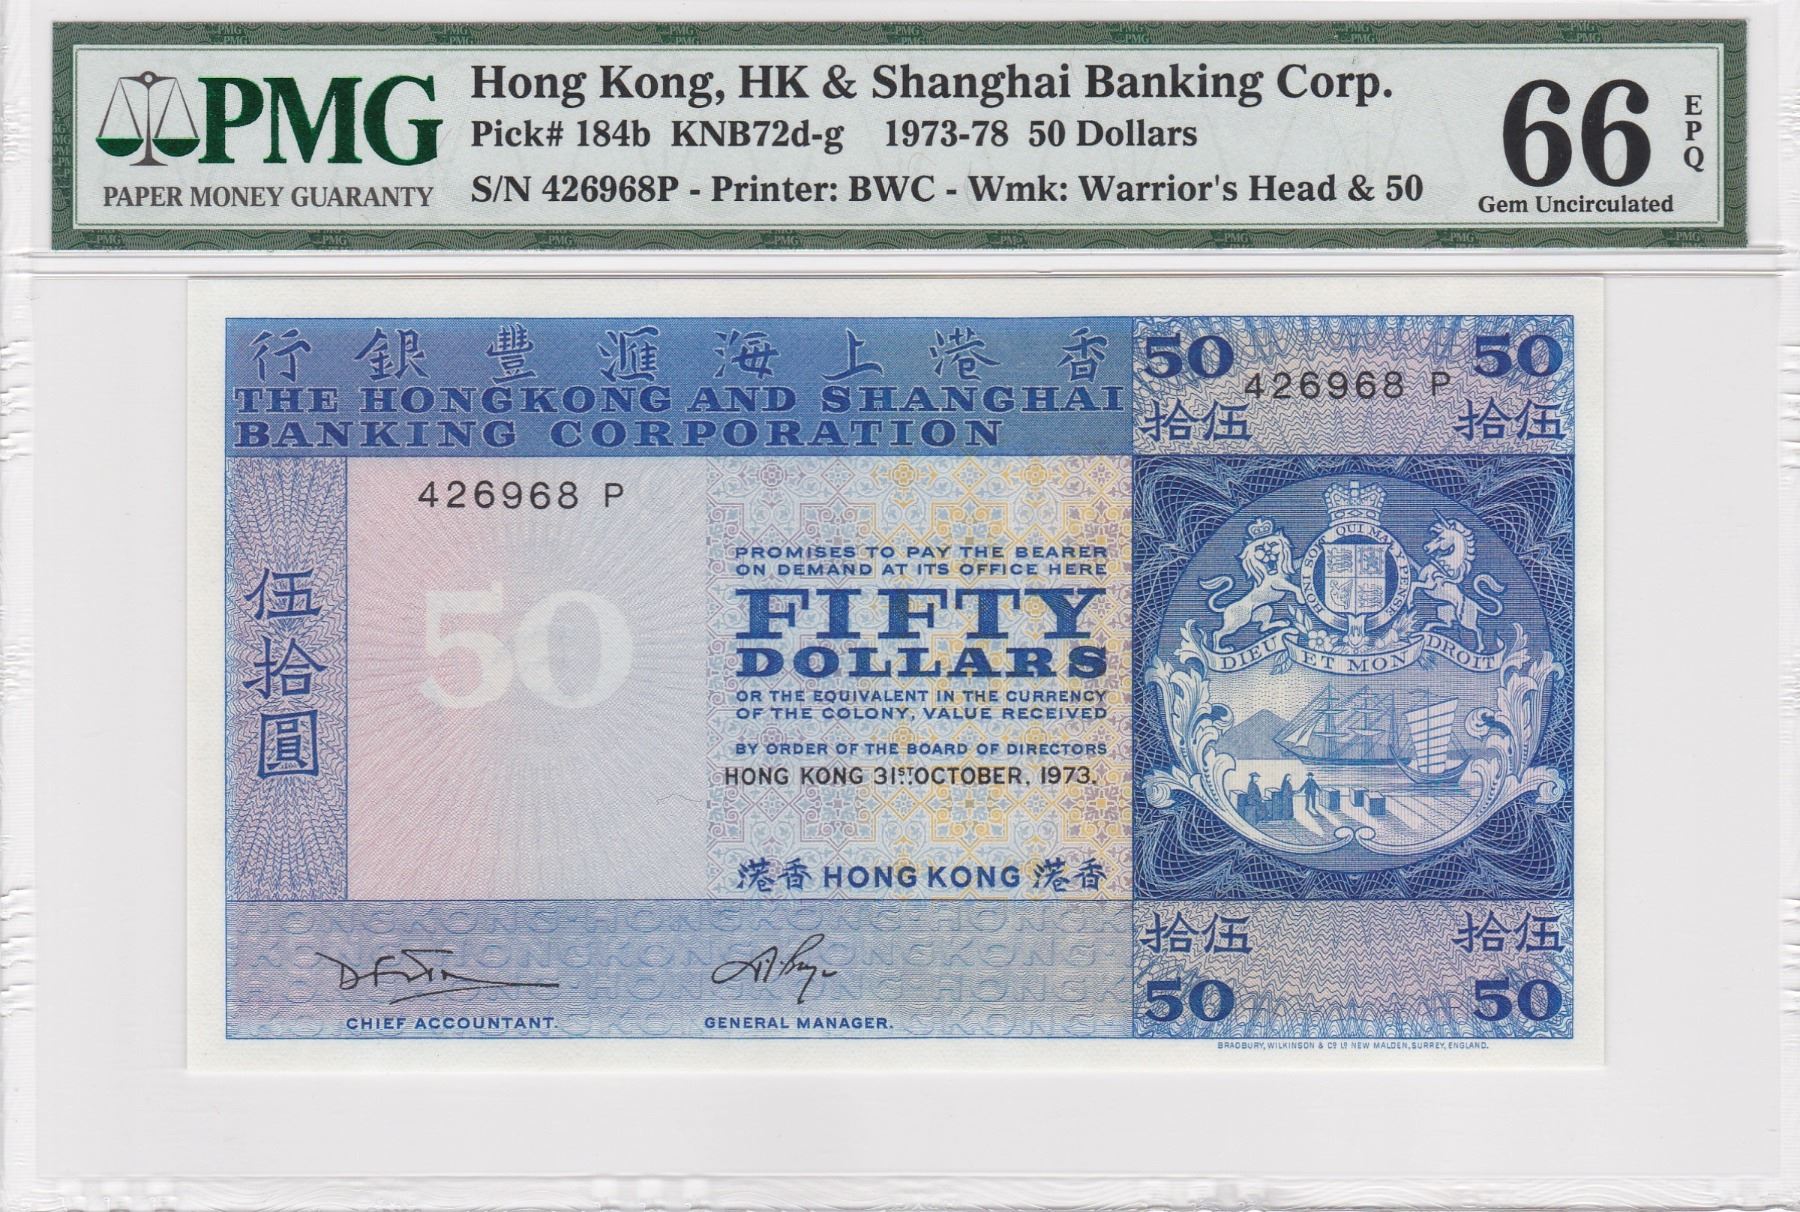 PMG
PAPER MONEY GUARANTY
Hong Kong, HK & Shanghai Banking Corp.
Pick# 184b KNB72d-g 1973-78 50 Dollars
S/N 426968P - Printer: BWC - Wmk: Warrior's Head & 50
66
EPQ
Gem Uncirculated
行銀豐滙海上港香
THE HONGKONG AND SHANGHAI
BANKING CORPORATION
50 50
426968 P
拾伍 拾伍
426968 P
伍拾圓
50
PROMISES TO PAY THE BEARER
ON DEMAND AT ITS OFFICE HERE
FIFTY
DOLLARS
OR THE EQUIVALENT IN THE CURRENCY
OF THE COLONY, VALUE RECEIVED
BY ORDER OF THE BOARD OF DIRECTORS
HONG KONG 31ST OCTOBER, 1973.
港香 HONG KONG 港香
HONI SOIT QUI MAL Y PENSE
DIEU ET MON DROIT
CHIEF ACCOUNTANT.
GENERAL MANAGER.
拾伍 拾伍
50 50
BRADBURY, WILKINSON & Cº Lº NEW MALDEN, SURREY, ENGLAND.